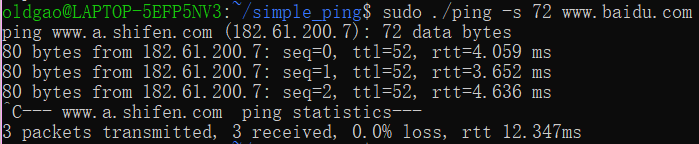 oldgao@LAPTOP-5EFP5NV3:~/simple_ping$ sudo ./ping -s 72 www.baidu.com
ping www.a.shifen.com (182.61.200.7): 72 data bytes
80 bytes from 182.61.200.7: seq=0, ttl=52, rtt=4.059 ms
80 bytes from 182.61.200.7: seq=1, ttl=52, rtt=3.652 ms
80 bytes from 182.61.200.7: seq=2, ttl=52, rtt=4.636 ms
^C--- www.a.shifen.com  ping statistics---
3 packets transmitted, 3 received, 0.0% loss, rtt 12.347ms